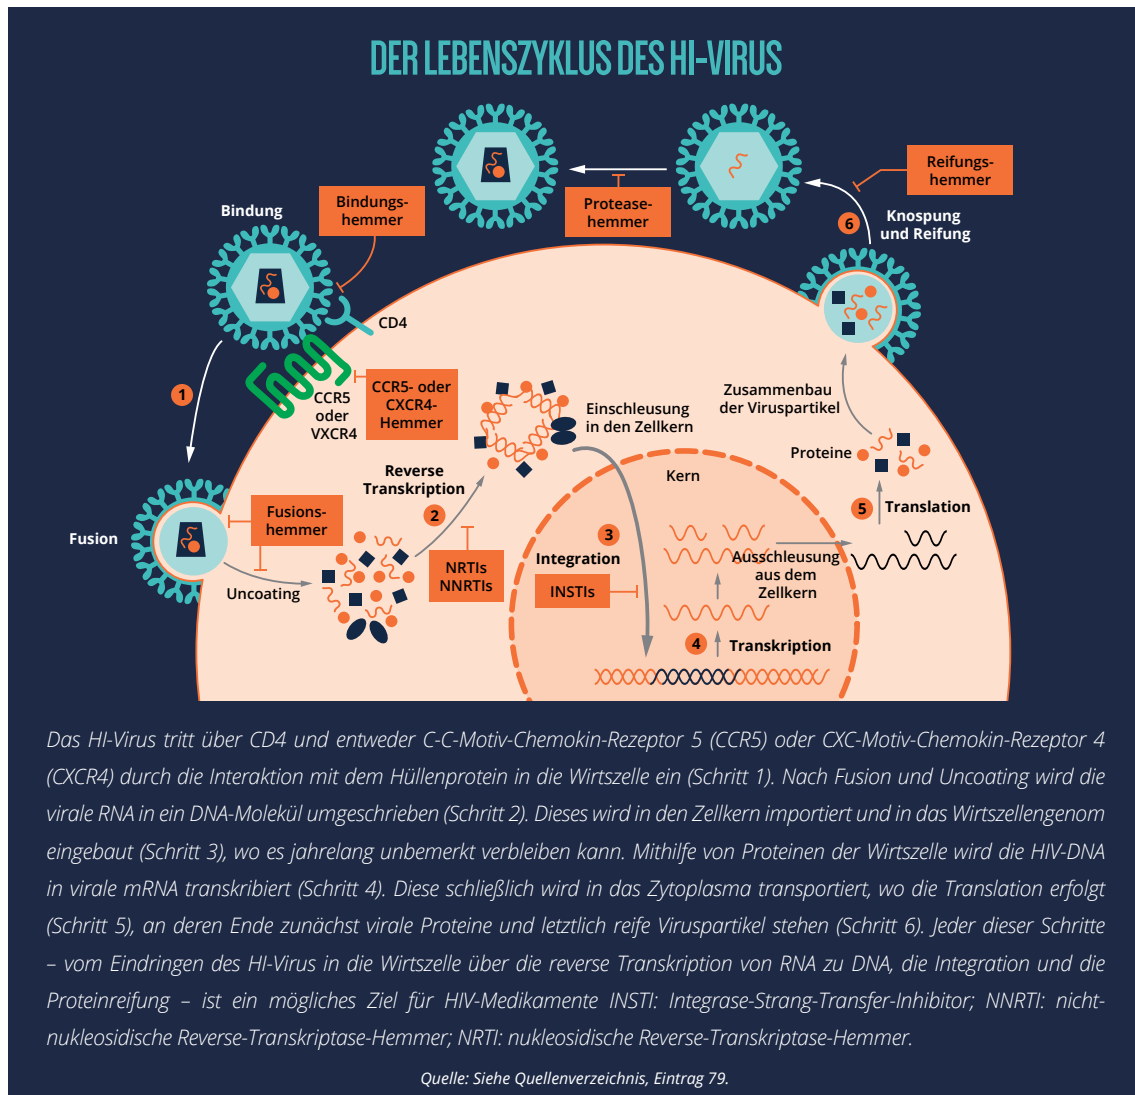 DER LEBENSZYKLUS DES HI-VIRUS
Reifungs-
hemmer
Protease-
hemmer
Bindungs-
hemmer
Bindung
6
Knospung
und Reifung
CD4
1
CCR5
oder
VXCR4
CCR5- oder
CXCR4-
Hemmer
Einschleusung
in den Zellkern
Zusammenbau
der Viruspartikel
Proteine
Reverse
Transkription
2
Kern
Fusions-
hemmer
Fusion
Uncoating
NRTIs
NNRTIs
3
Integration
INSTIs
5
Translation
Ausschleusung
aus dem
Zellkern
4
Transkription
Das HI-Virus tritt über CD4 und entweder C-C-Motiv-Chemokin-Rezeptor 5 (CCR5) oder CXC-Motiv-Chemokin-Rezeptor 4
(CXCR4) durch die Interaktion mit dem Hüllenprotein in die Wirtszelle ein (Schritt 1). Nach Fusion und Uncoating wird die
virale RNA in ein DNA-Molekül umgeschrieben (Schritt 2). Dieses wird in den Zellkern importiert und in das Wirtszellengenom
eingebaut (Schritt 3), wo es jahrelang unbemerkt verbleiben kann. Mithilfe von Proteinen der Wirtszelle wird die HIV-DNA
in virale mRNA transkribiert (Schritt 4). Diese schließlich wird in das Zytoplasma transportiert, wo die Translation erfolgt
(Schritt 5), an deren Ende zunächst virale Proteine und letztlich reife Viruspartikel stehen (Schritt 6). Jeder dieser Schritte
– vom Eindringen des HI-Virus in die Wirtszelle über die reverse Transkription von RNA zu DNA, die Integration und die
Proteinreifung – ist ein mögliches Ziel für HIV-Medikamente INSTI: Integrase-Strang-Transfer-Inhibitor; NNRTI: nicht-
nukleosidische Reverse-Transkriptase-Hemmer; NRTI: nukleosidische Reverse-Transkriptase-Hemmer.
Quelle: Siehe Quellenverzeichnis, Eintrag 79.